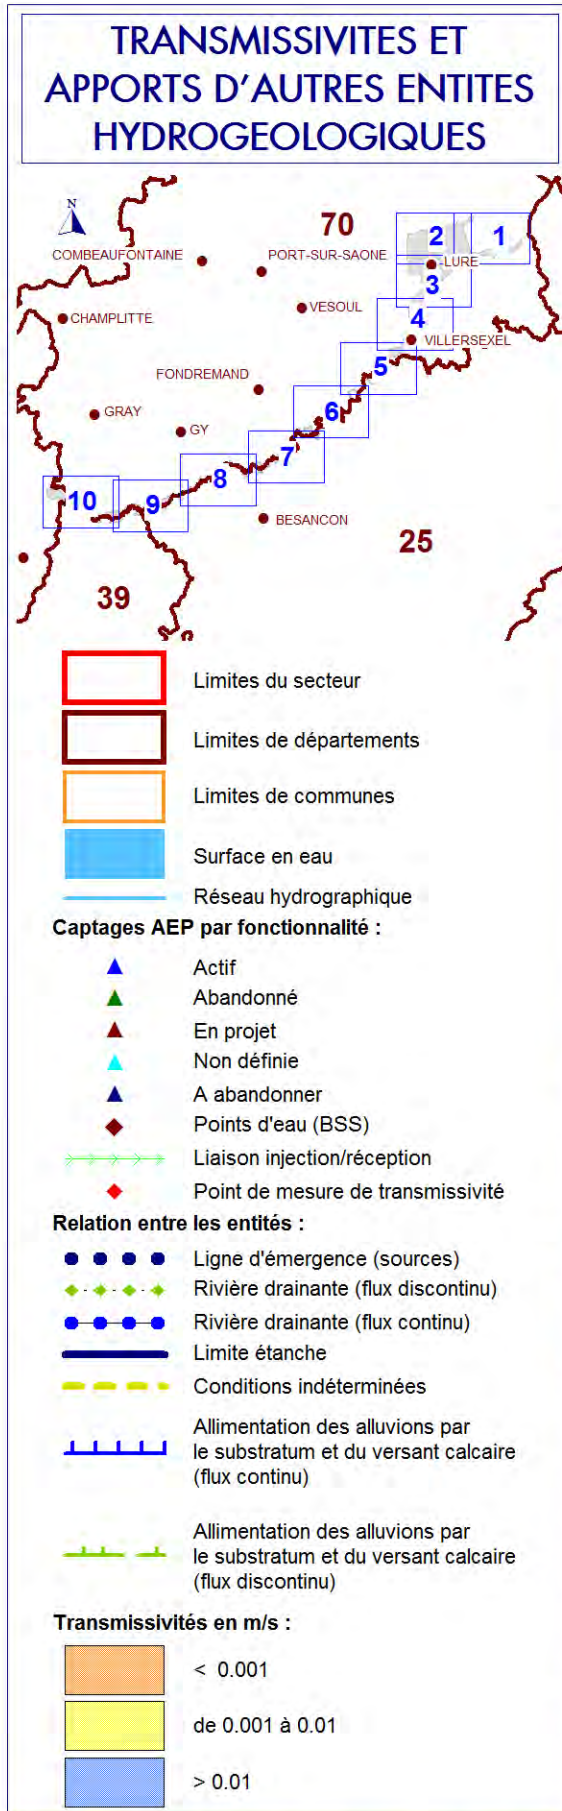 TRANSMISSIVITES ET
APPORTS D'AUTRES ENTITES
HYDROGEOLOGIQUES
N
70
2
1
COMBEAUFONTAINE
PORT-SUR-SAONE
LURE
3
VESOUL
CHAMPLITTE
4
VILLERSEXEL
5
FONDREMAND
6
GRAY
GY
7
8
10
9
BESANCON
25
39
Limites du secteur
Limites de départements
Limites de communes
Surface en eau
Réseau hydrographique
Captages AEP par fonctionnalité :
Actif
Abandonné
En projet
Non définie
A abandonner
Points d'eau (BSS)
Liaison injection/réception
Point de mesure de transmissivité
Relation entre les entités :
Ligne d'émergence (sources)
Rivière drainante (flux discontinu)
Rivière drainante (flux continu)
Limite étanche
Conditions indéterminées
Allimentation des alluvions par
le substratum et du versant calcaire
(flux continu)
Allimentation des alluvions par
le substratum et du versant calcaire
(flux discontinu)
Transmissivités en m/s :
< 0.001
de 0.001 à 0.01
> 0.01